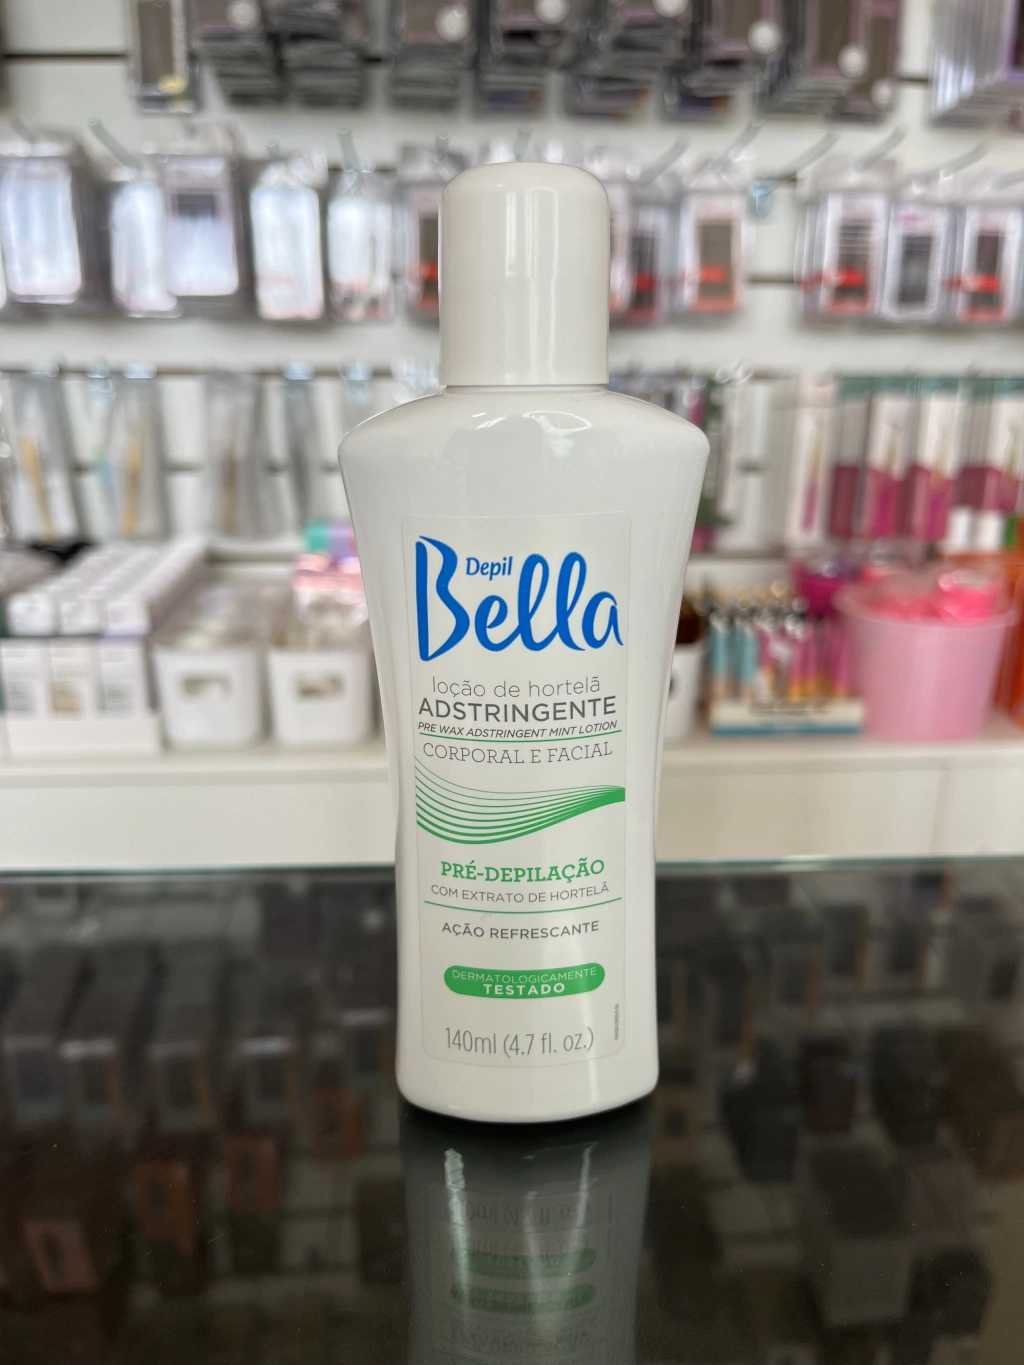 Depil
Bella
loção de hortelã
ADSTRINGENTE
PRE WAX ADSTRINGENT MINT LOTION
CORPORAL E FACIAL
PRÉ-DEPILAÇÃO
COM EXTRATO DE HORTELÃ
AÇÃO REFRESCANTE
DERMATOLOGICAMENTE
TESTADO
140ml (4.7 fl. oz.)